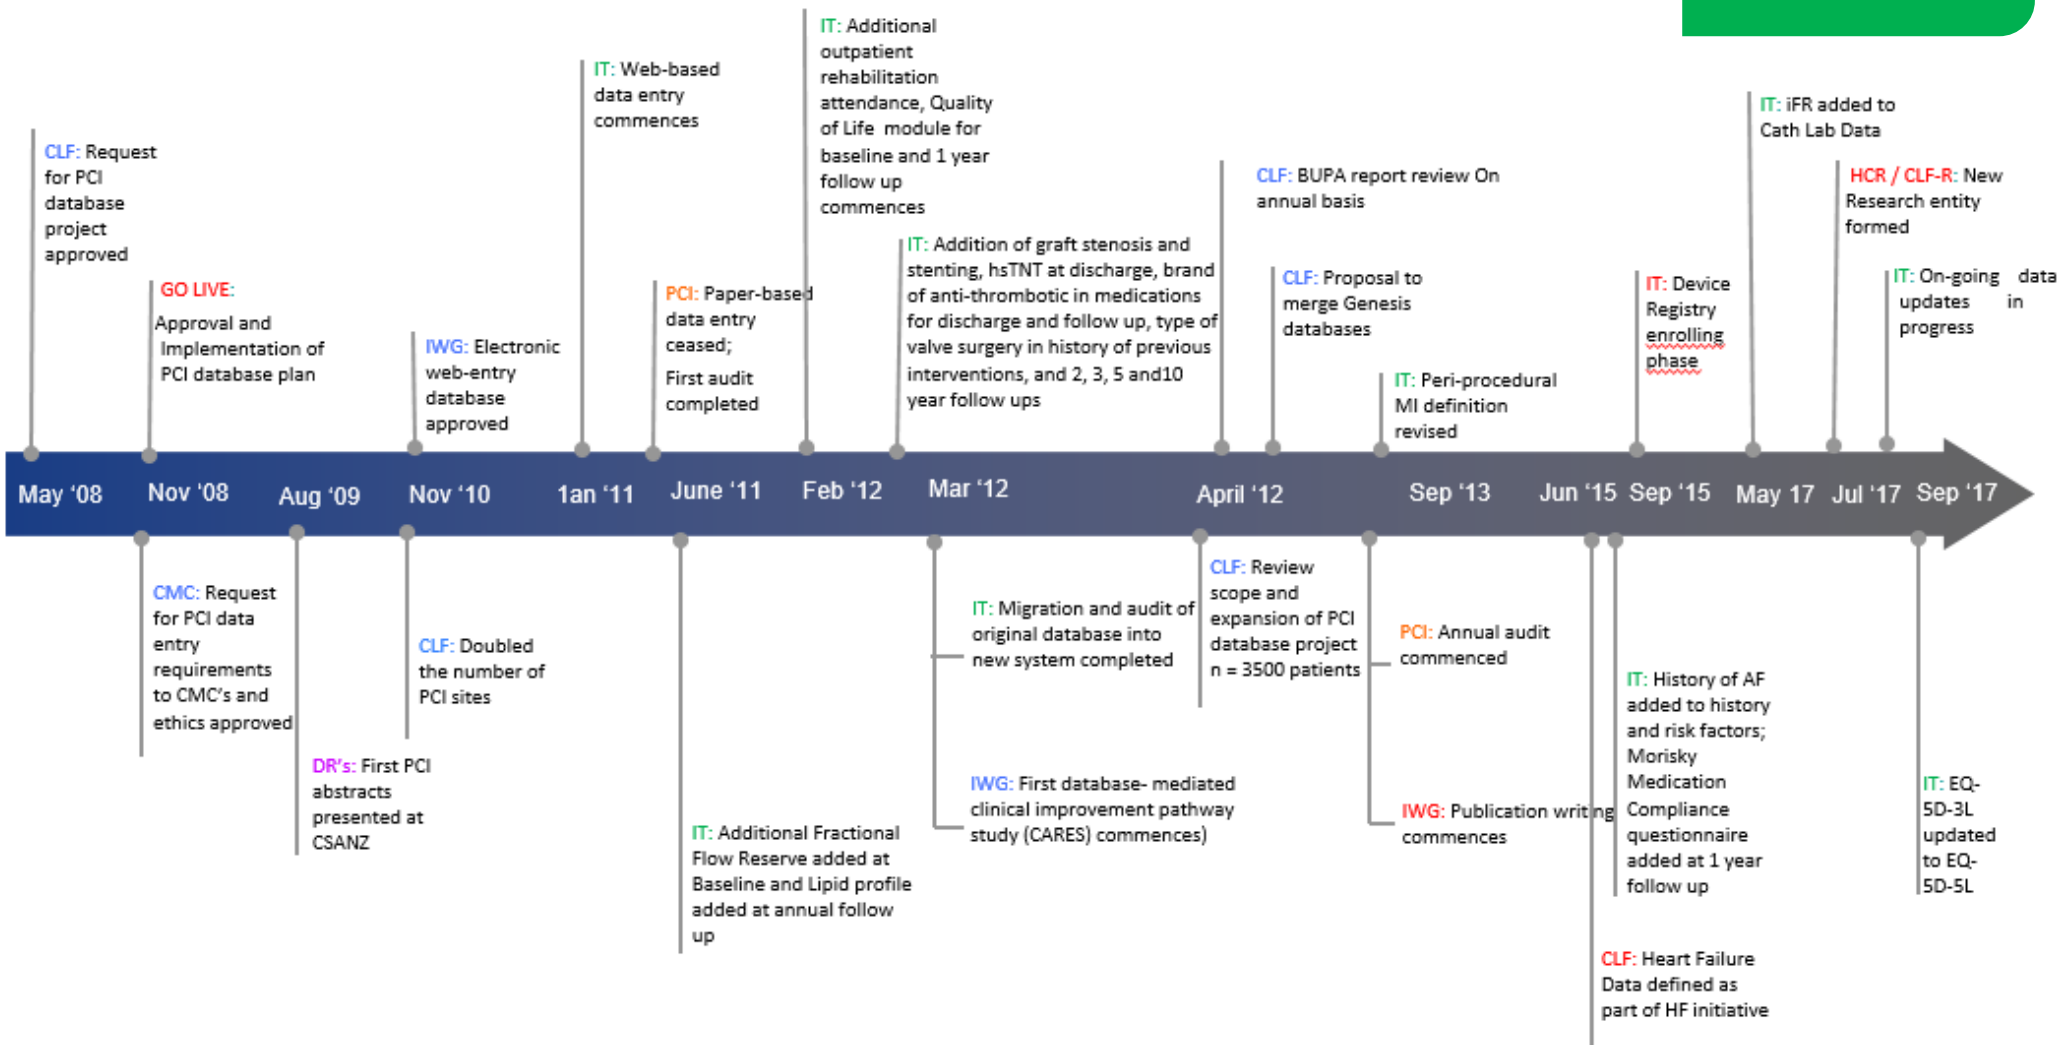 CLF: Request
for PCI
database
project
approved
GO LIVE:
Approval and
Implementation of
PCI database plan
IWG: Electronic
web-entry
database
approved
IT: Web-based
data entry
commences
PCI: Paper-based
data entry
ceased;
First audit
completed
IT: Additional
outpatient
rehabilitation
attendance, Quality
of Life module for
baseline and 1 year
follow up
commences
IT: Addition of graft stenosis and
stenting, hsTNT at discharge, brand
of anti-thrombotic in medications
for discharge and follow up, type of
valve surgery in history of previous
interventions, and 2, 3, 5 and10
year follow ups
CLF: BUPA report review On
annual basis
CLF: Proposal to
merge Genesis
databases
IT: Peri-procedural
MI definition
revised
IT: Device
Registry
enrolling
phase
IT: iFR added to
Cath Lab Data
HCR / CLF-R: New
Research entity
formed
IT: On-going data
updates in
progress
May ‘08
Nov ‘08
Aug ‘09
Nov ‘10
1an ‘11
June ‘11
Feb ‘12
Mar ‘12
April ‘12
Sep ‘13
Jun ‘15
Sep ‘15
May 17
Jul ‘17
Sep ‘17
CMC: Request
for PCI data
entry
requirements
to CMC’s and
ethics approved
DR’s: First PCI
abstracts
presented at
CSANZ
CLF: Doubled
the number of
PCI sites
IT: Additional Fractional
Flow Reserve added at
Baseline and Lipid profile
added at annual follow
up
IT: Migration and audit of
original database into
new system completed
IWG: First database- mediated
clinical improvement pathway
study (CARES) commences)
CLF: Review
scope and
expansion of PCI
database project
n = 3500 patients
PCI: Annual audit
commenced
IWG: Publication writing
commences
IT: History of AF
added to history
and risk factors;
Morisky
Medication
Compliance
questionnaire
added at 1 year
follow up
CLF: Heart Failure
Data defined as
part of HF initiative
IT: EQ-
5D-3L
updated
to EQ-
5D-5L